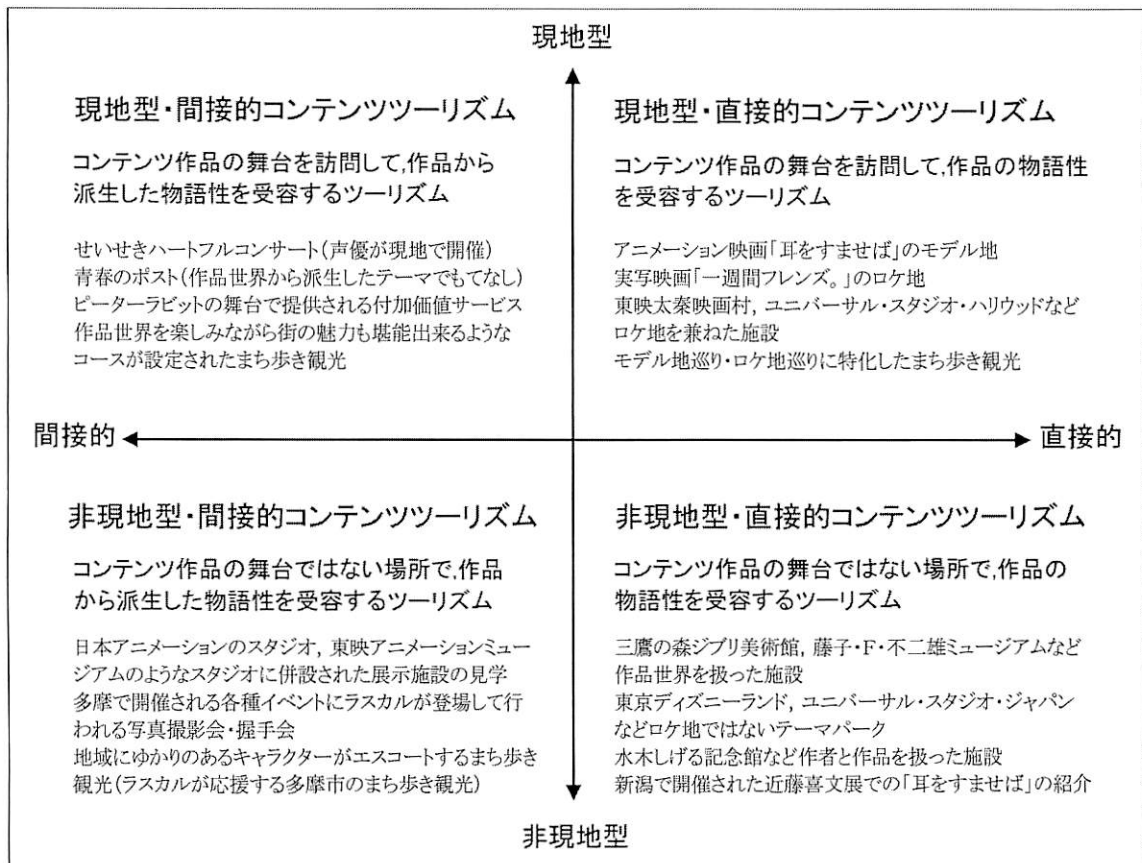 現地型
現地型・間接的コンテンツツーリズム
コンテンツ作品の舞台を訪問して,作品から
派生した物語性を受容するツーリズム
せいせきハートフルコンサート(声優が現地で開催)
青春のポスト(作品世界から派生したテーマでもてなし)
ピーターラビットの舞台で提供される付加価値サービス
作品世界を楽しみながら街の魅力も堪能出来るような
コースが設定されたまち歩き観光
現地型・直接的コンテンツツーリズム
コンテンツ作品の舞台を訪問して,作品の物語性
を受容するツーリズム
アニメーション映画「耳をすませば」のモデル地
実写映画「一週間フレンズ。」のロケ地
東映太秦映画村, ユニバーサル・スタジオ・ハリウッドなど
ロケ地を兼ねた施設
モデル地巡り・ロケ地巡りに特化したまち歩き観光
間接的
直接的
非現地型・間接的コンテンツツーリズム
コンテンツ作品の舞台ではない場所で,作品
から派生した物語性を受容するツーリズム
日本アニメーションのスタジオ, 東映アニメーションミュー
ジアムのようなスタジオに併設された展示施設の見学
多摩で開催される各種イベントにラスカルが登場して行
われる写真撮影会・握手会
地域にゆかりのあるキャラクターがエスコートするまち歩き
観光(ラスカルが応援する多摩市のまち歩き観光)
非現地型・直接的コンテンツツーリズム
コンテンツ作品の舞台ではない場所で,作品の
物語性を受容するツーリズム
三鷹の森ジブリ美術館, 藤子・F・不二雄ミュージアムなど
作品世界を扱った施設
東京ディズニーランド, ユニバーサル・スタジオ・ジャパン
などロケ地ではないテーマパーク
水木しげる記念館など作者と作品を扱った施設
新潟で開催された近藤喜文展での「耳をすませば」の紹介
非現地型